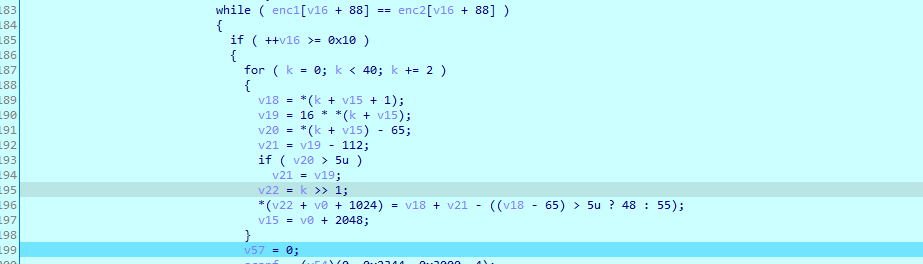 183 while ( enc1[v16 + 88] == enc2[v16 + 88] )
184 {
185 if ( ++v16 >= 0x10 )
186 {
187 for ( k = 0; k < 40; k += 2 )
188 {
189 v18 = *(k + v15 + 1);
190 v19 = 16 * *(k + v15);
191 v20 = *(k + v15) - 65;
192 v21 = v19 - 112;
193 if ( v20 > 5u )
194 v21 = v19;
195 v22 = k >> 1;
196 *(v22 + v0 + 1024) = v18 + v21 - ((v18 - 65) > 5u ? 48 : 55);
197 v15 = v0 + 2048;
198 }
199 v57 = 0;